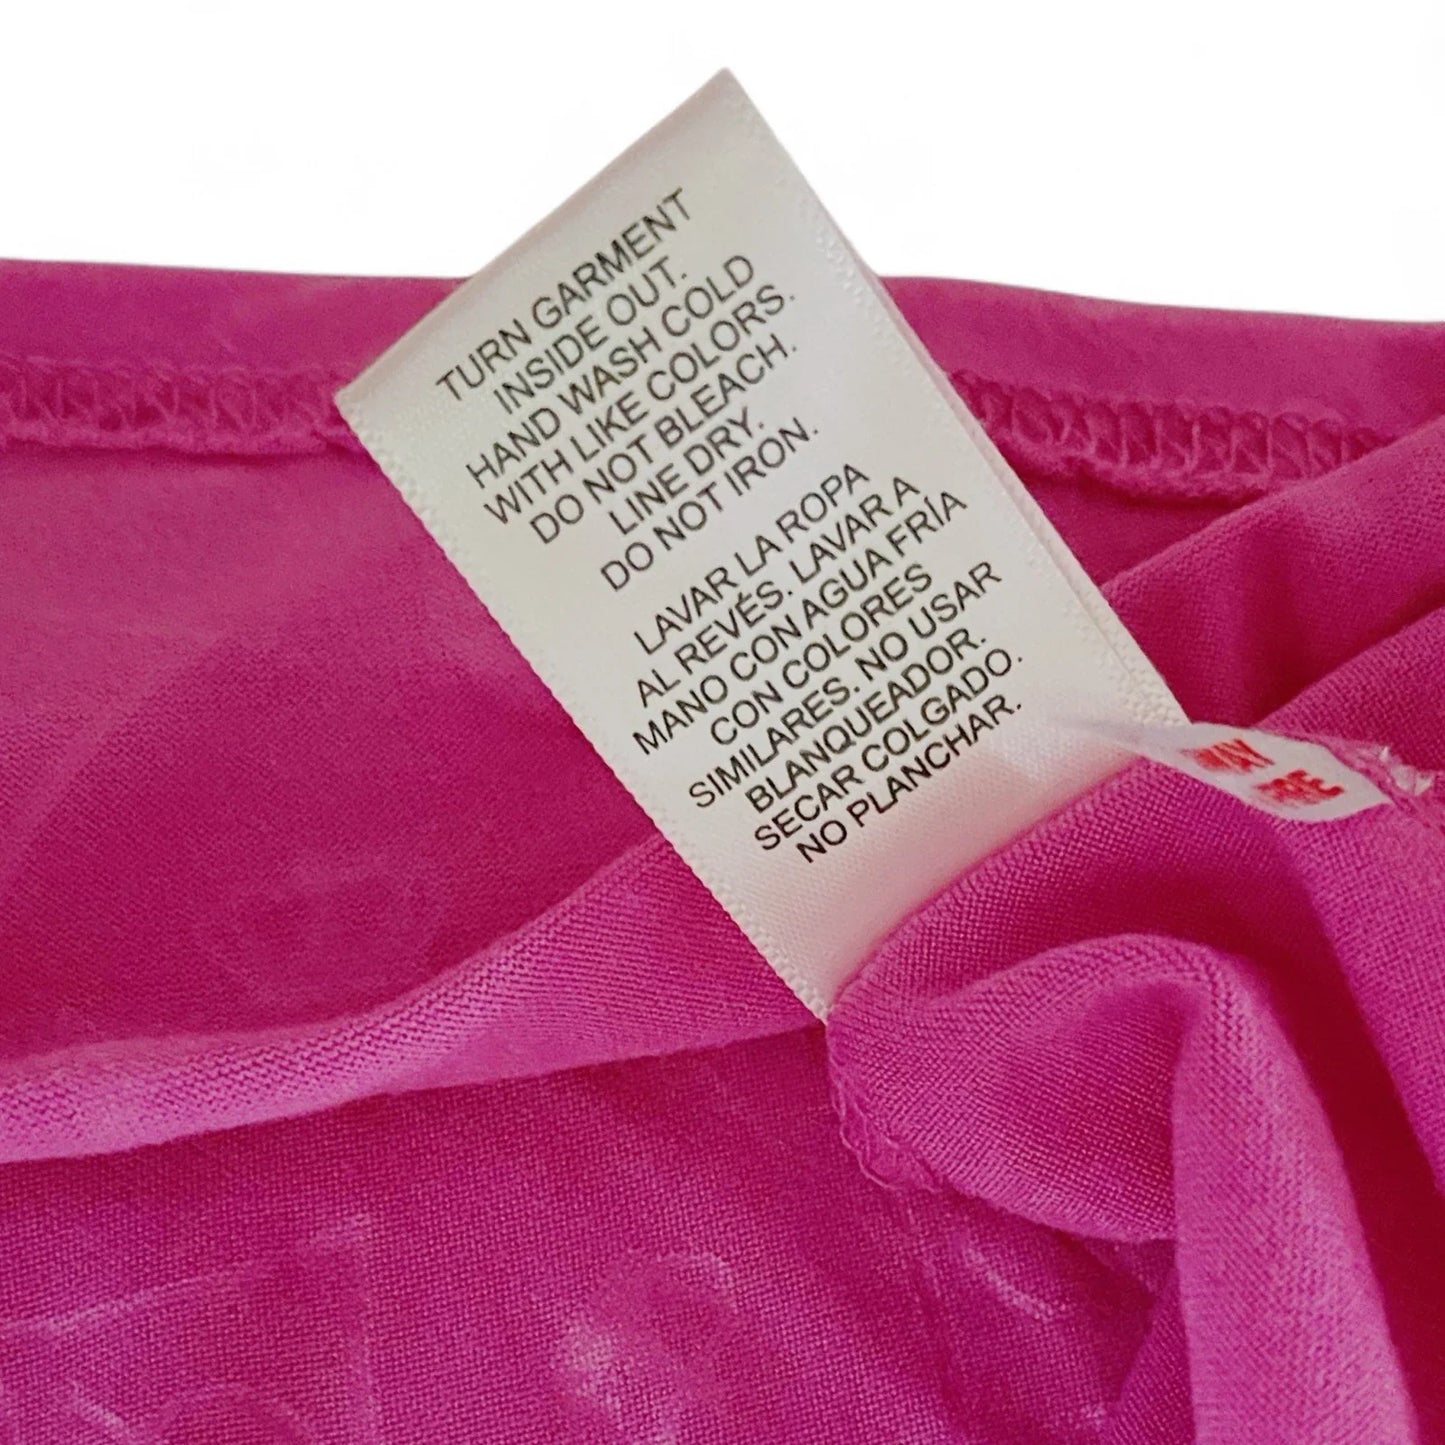 TURN GARMENT
INSIDE OUT.
HAND WASH COLD
WITH LIKE COLORS.
DO NOT BLEACH.
LINE DRY.
DO NOT IRON.
LAVAR LA ROPA
AL REVÉS. LAVAR A
MANO CON AGUA FRÍA
CON COLORES
SIMILARES. NO USAR
BLANQUEADOR.
SECAR COLGADO.
NO PLANCHAR.